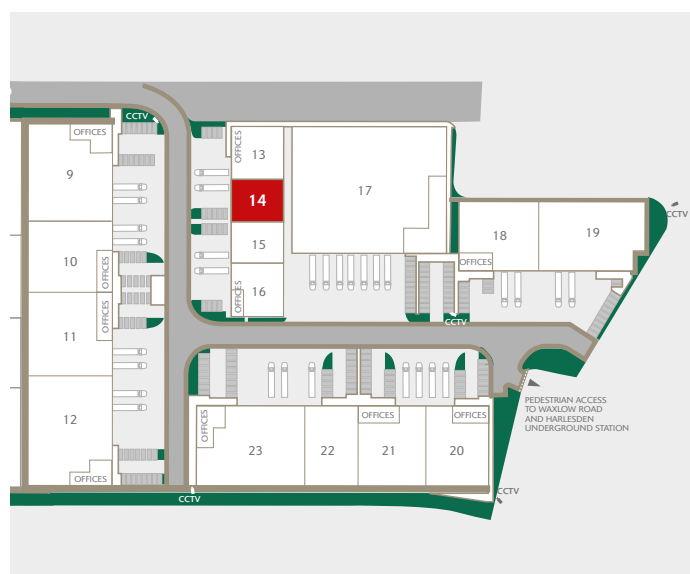 CCTV
OFFICES
OFFICES
13
9
14
17
CCTV
18
19
10
OFFICES
15
OFFICES
16
OFFICES
11
OFFICES
CCTV
12
PEDESTRIAN ACCESS
TO WAXLOW ROAD
AND HARLESDEN
UNDERGROUND STATION
OFFICES
OFFICES
OFFICES
23
22
21
20
OFFICES
CCTV
CCTV